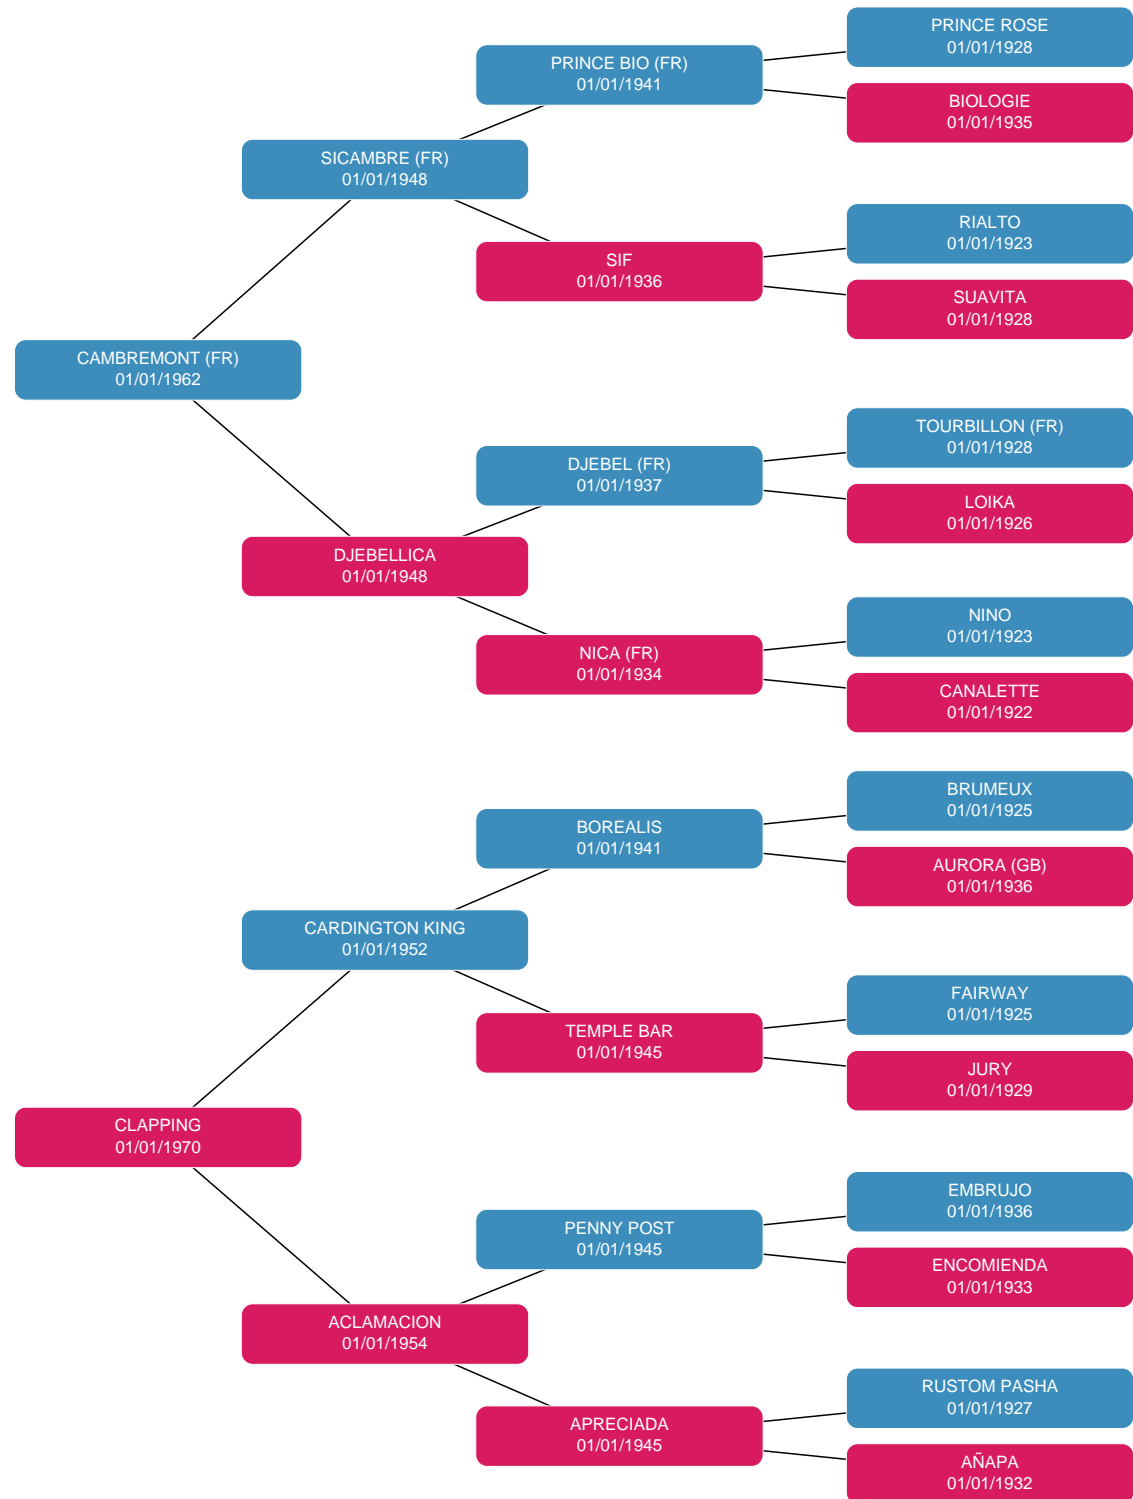 PRINCE ROSE
01/01/1928
PRINCE BIO (FR)
01/01/1941
BIOLOGIE
01/01/1935
SICAMBRE (FR)
01/01/1948
RIALTO
01/01/1923
SIF
01/01/1936
SUAVITA
01/01/1928
CAMBREMONT (FR)
01/01/1962
TOURBILLON (FR)
01/01/1928
DJEBEL (FR)
01/01/1937
LOIKA
01/01/1926
DJEBELLICA
01/01/1948
NINO
01/01/1923
NICA (FR)
01/01/1934
CANALETTE
01/01/1922
BRUMEUX
01/01/1925
BOREALIS
01/01/1941
AURORA (GB)
01/01/1936
CARDINGTON KING
01/01/1952
FAIRWAY
01/01/1925
TEMPLE BAR
01/01/1945
JURY
01/01/1929
CLAPPING
01/01/1970
EMBRUJO
01/01/1936
PENNY POST
01/01/1945
ENCOMIENDA
01/01/1933
ACLAMACION
01/01/1954
RUSTOM PASHA
01/01/1927
APRECIADA
01/01/1945
AÑAPA
01/01/1932